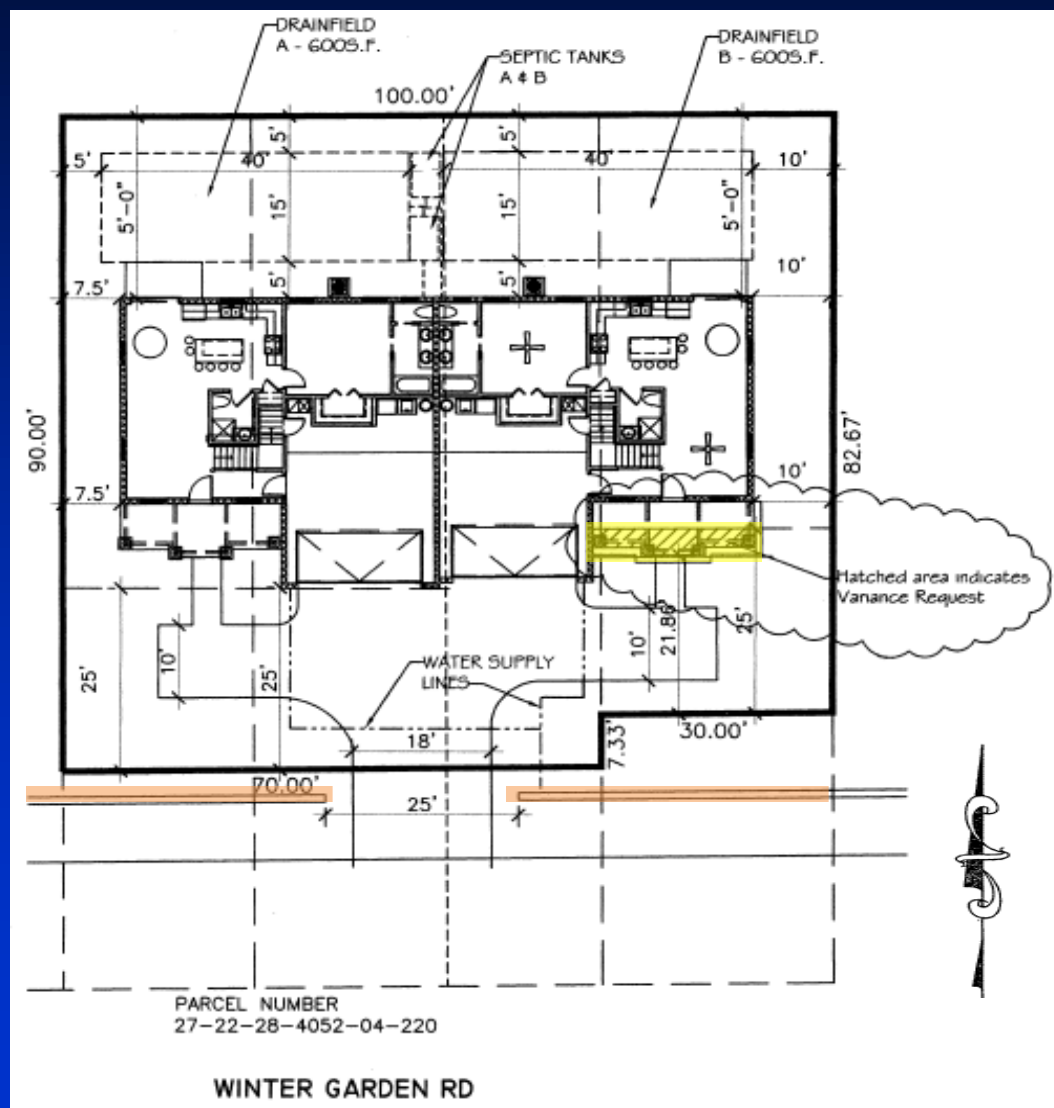 DRAINFIELD
A - 600S.F.
SEPTIC TANKS
A & B
DRAINFIELD
B - 600S.F.
100.00'
5'
5'
5'
40'
40'
10'
5'-0"
15'
15'
5'-0"
7.5'
5'
5'
10'
90.00'
82.67'
7.5'
10'
Hatched area indicates
Variance Request
25'
10'
25'
WATER SUPPLY
LINES
10'
21.86'
25'
18'
7.33'
30.00'
70.00'
25'
PARCEL NUMBER
27-22-28-4052-04-220
WINTER GARDEN RD